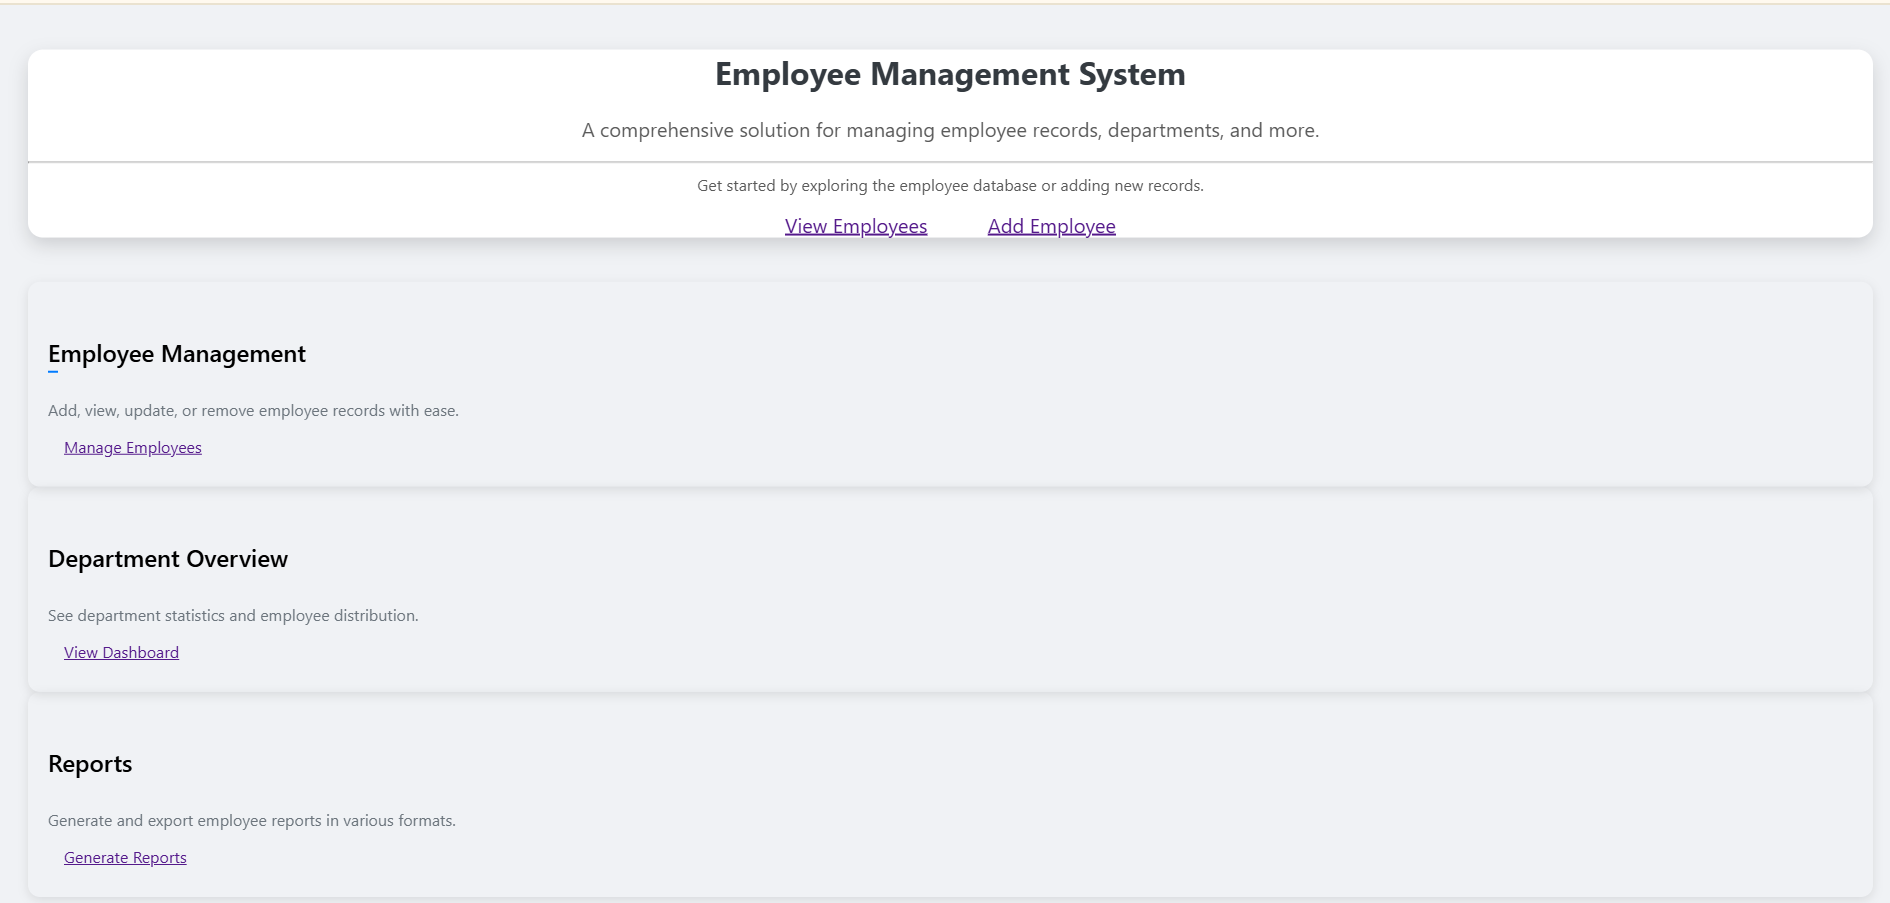 Employee Management System
A comprehensive solution for managing employee records, departments, and more.
Get started by exploring the employee database or adding new records.
View Employees Add Employee
Employee Management
Add, view, update, or remove employee records with ease.
Manage Employees
Department Overview
See department statistics and employee distribution.
View Dashboard
Reports
Generate and export employee reports in various formats.
Generate Reports